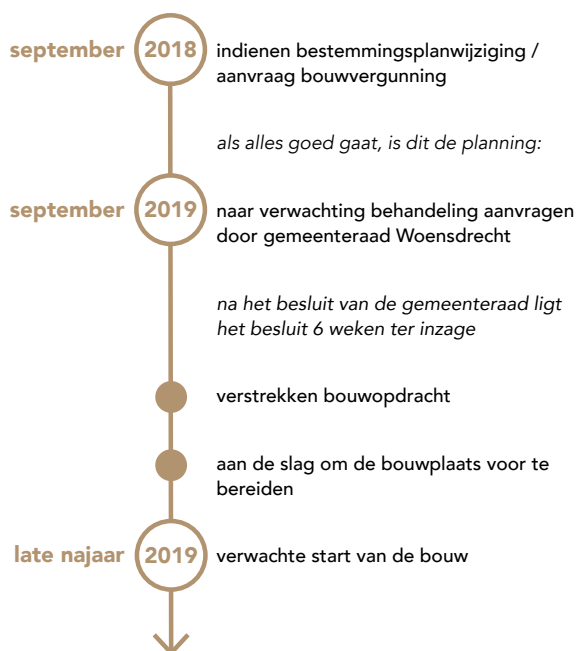 september 2018 indienen bestemmingsplanwijziging /
aanvraag bouwvergunning
als alles goed gaat, is dit de planning:
september 2019 naar verwachting behandeling aanvragen
door gemeenteraad Woensdrecht
na het besluit van de gemeenteraad ligt
het besluit 6 weken ter inzage
verstrekken bouwopdracht
aan de slag om de bouwplaats voor te
bereiden
late najaar 2019 verwachte start van de bouw